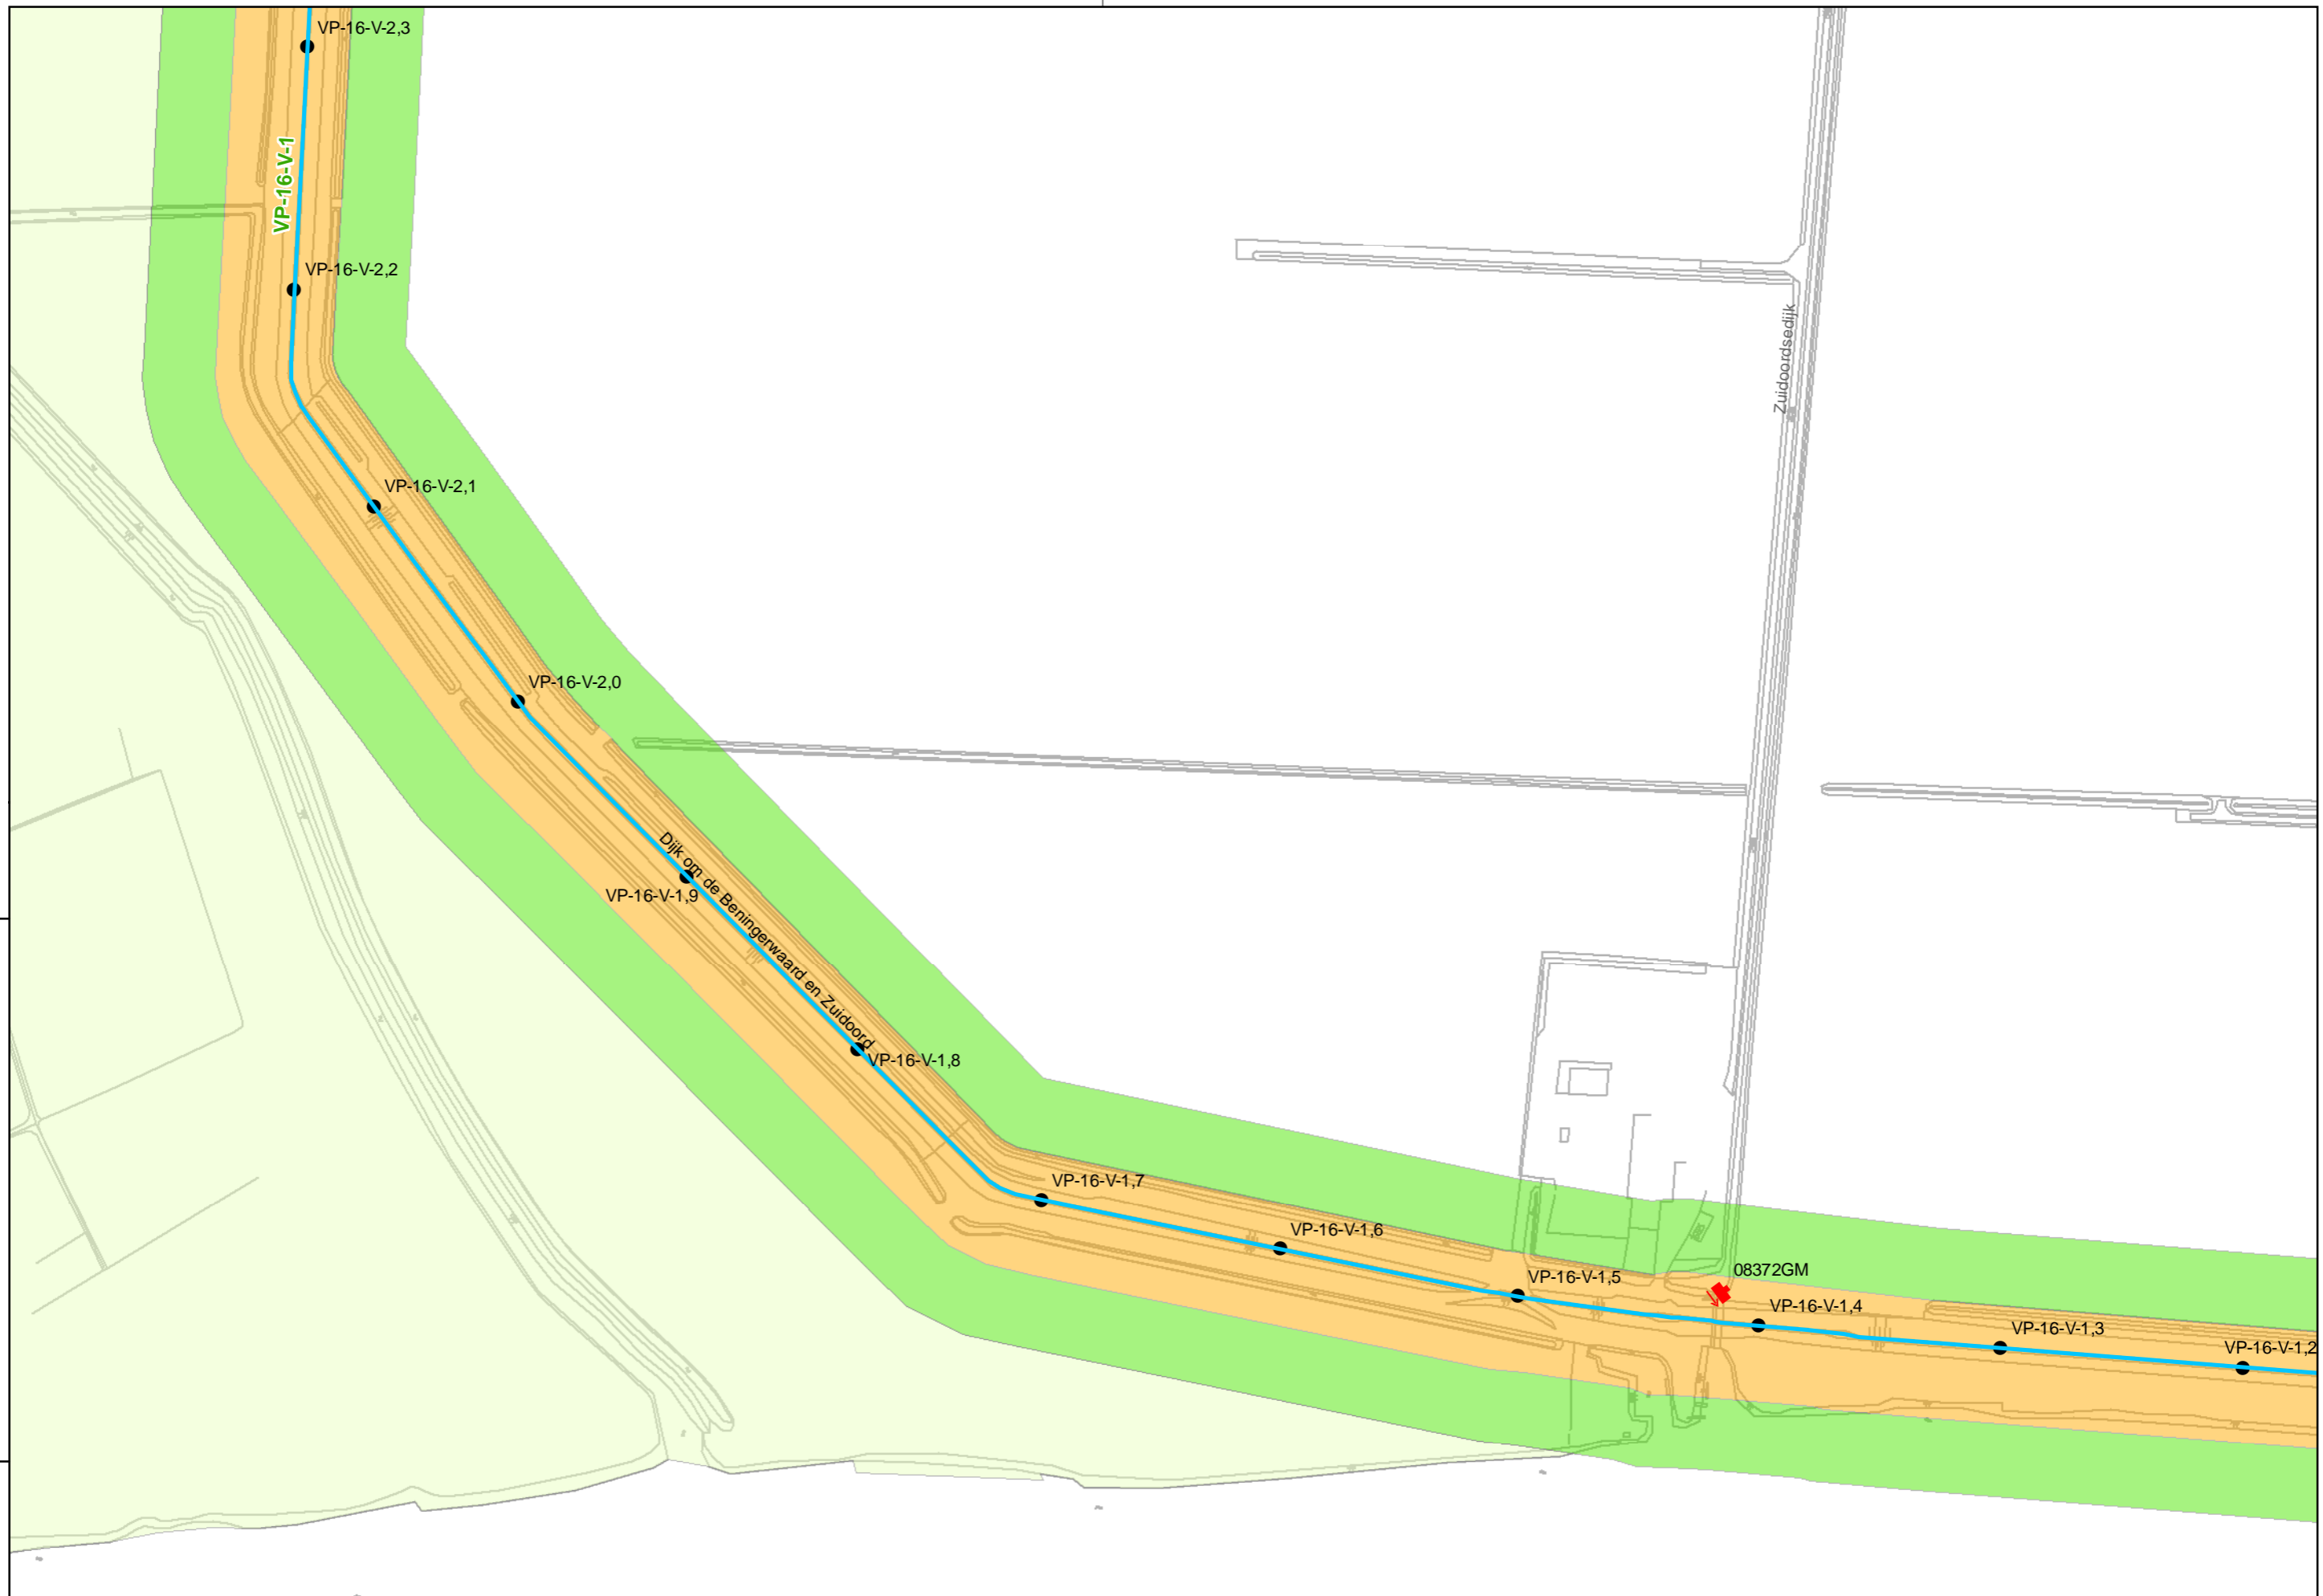 VP-16-V-2,3
VP-16-V-1
VP-16-V-2,2
Zuidoordsedijk
VP-16-V-2,1
VP-16-V-2,0
Dijk om de Beningerwaard en Zuidoord
VP-16-V-1,9
VP-16-V-1,8
VP-16-V-1,7
VP-16-V-1,6
08372GM
VP-16-V-1,5
VP-16-V-1,4
VP-16-V-1,3
VP-16-V-1,2